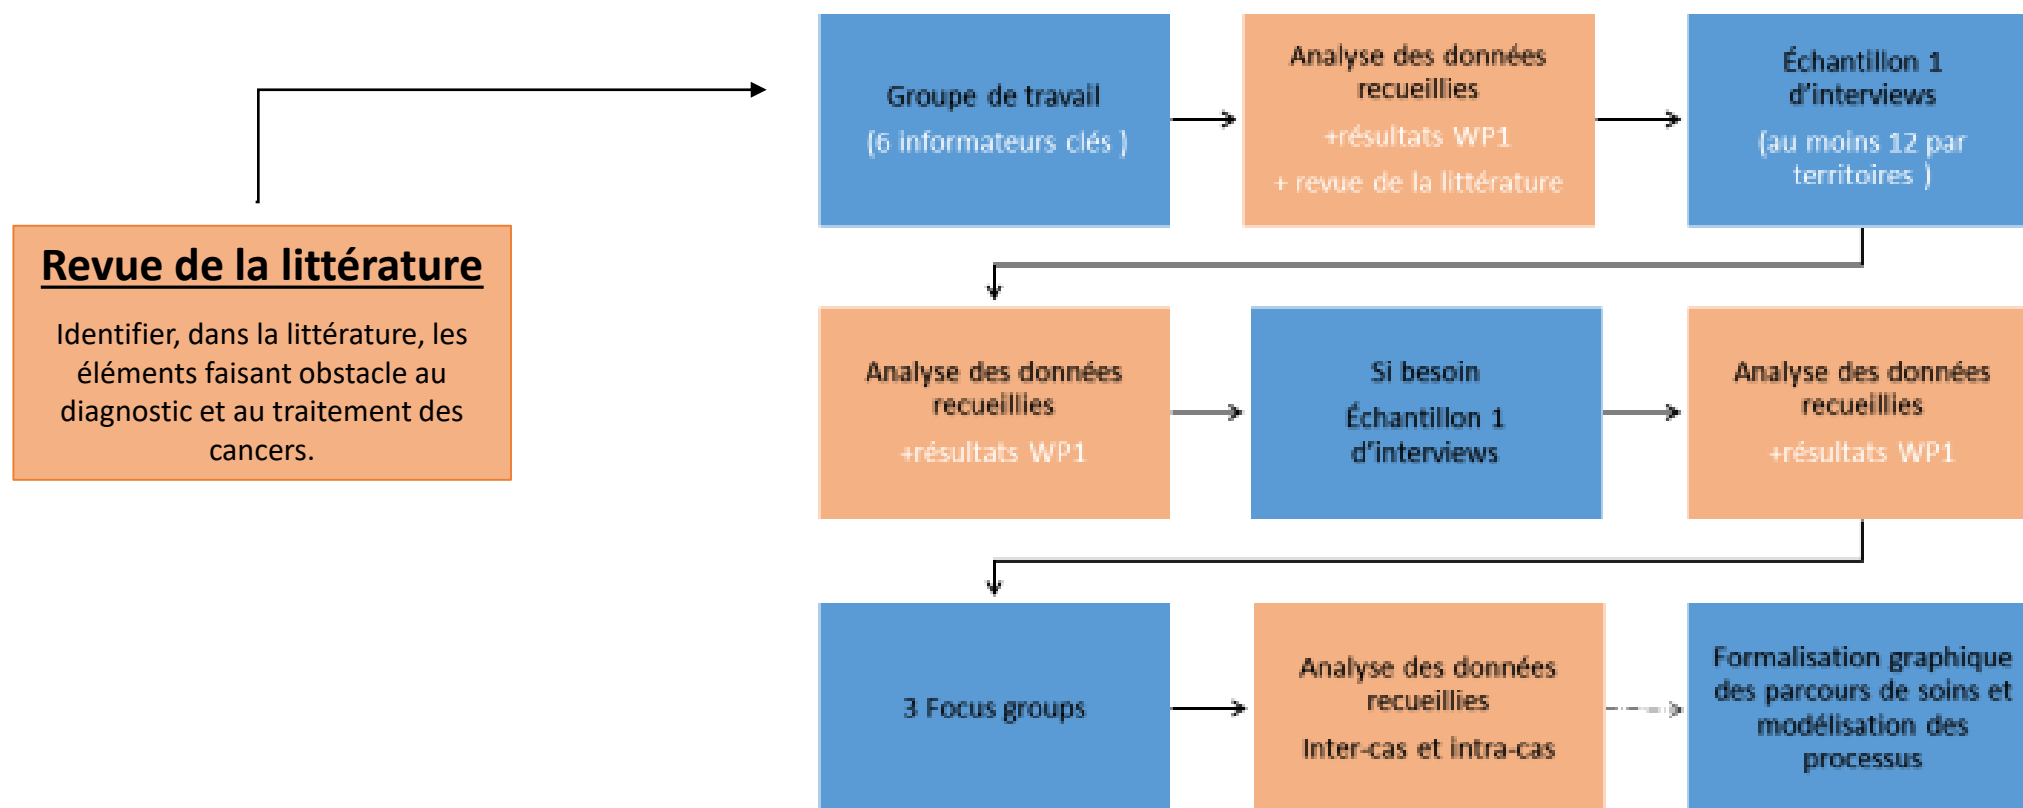 Revue de la littérature
Identifier, dans la littérature, les
éléments faisant obstacle au
diagnostic et au traitement des
cancers.
Groupe de travail
(6 informateurs clés )
Analyse des données
recueillies
+résultats WP1
+ revue de la littérature
Échantillon 1
d'interviews
(au moins 12 par
territoires )
Analyse des données
recueillies
+résultats WP1
Si besoin
Échantillon 1
d'interviews
Analyse des données
recueillies
+résultats WP1
3 Focus groups
Analyse des données
recueillies
Inter-cas et intra-cas
Formalisation graphique
des parcours de soins et
modélisation des
processus